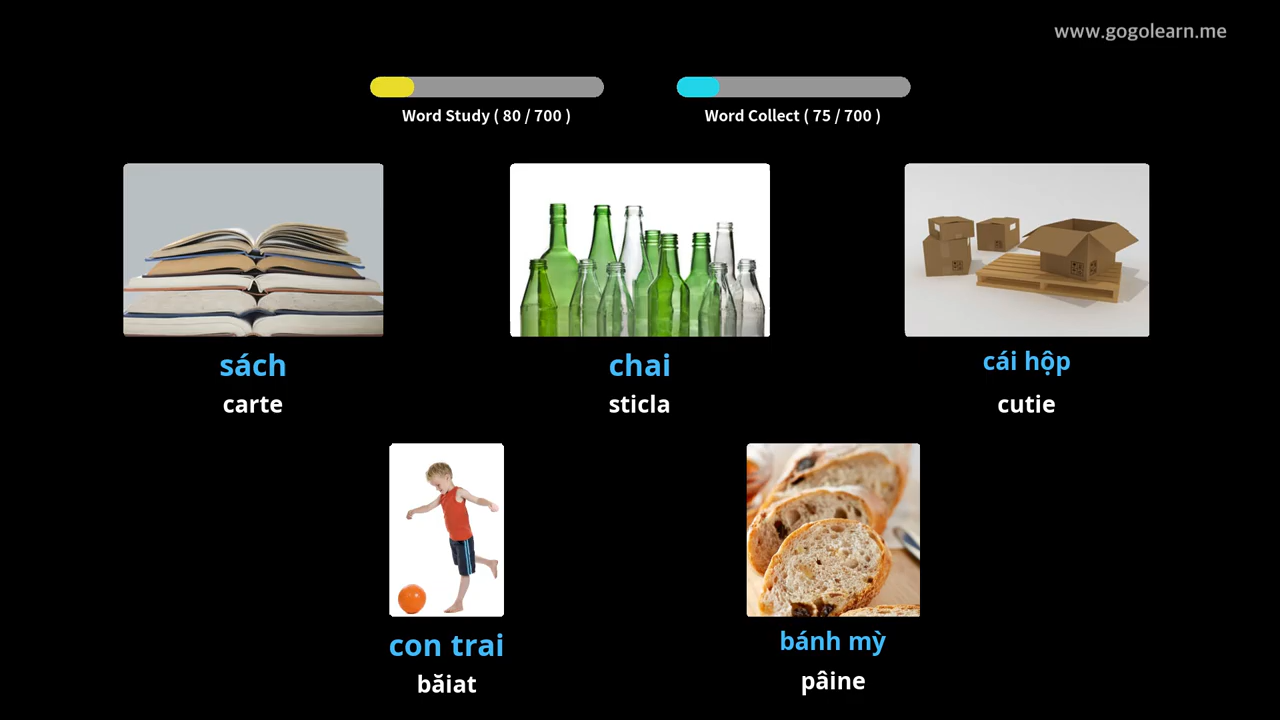 www.gogolearn.me
Word Study ( 80 / 700 )
Word Collect ( 75 / 700 )
sách
chai
cái hộp
carte
sticla
cutie
con trai
bánh mỳ
băiat
pâine